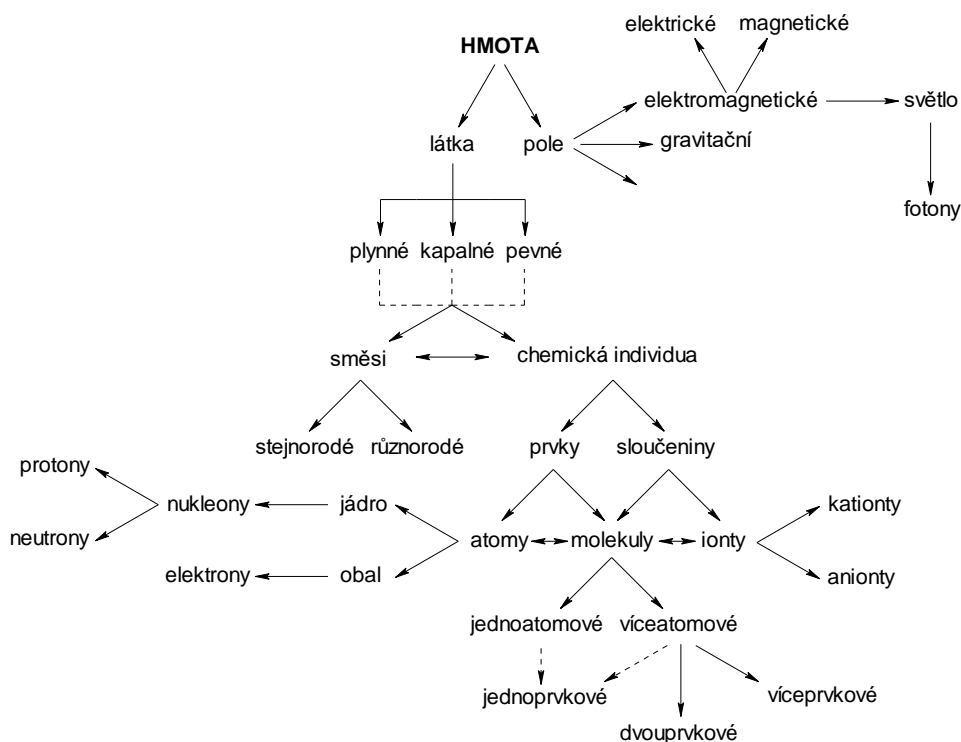 elektrické magnetické
HMOTA
elektromagnetické světlo
látka pole gravitační
fotony
plynné kapalné pevné
směsi chemická individua
stejnorodé různorodé prvky sloučeniny
protony
nukleony jádro kationty
neutrony atomy molekuly ionty
elektrony obal anionty
jednoatomové víceatomové
jednoprvkové víceprvkové
dvouprvkové